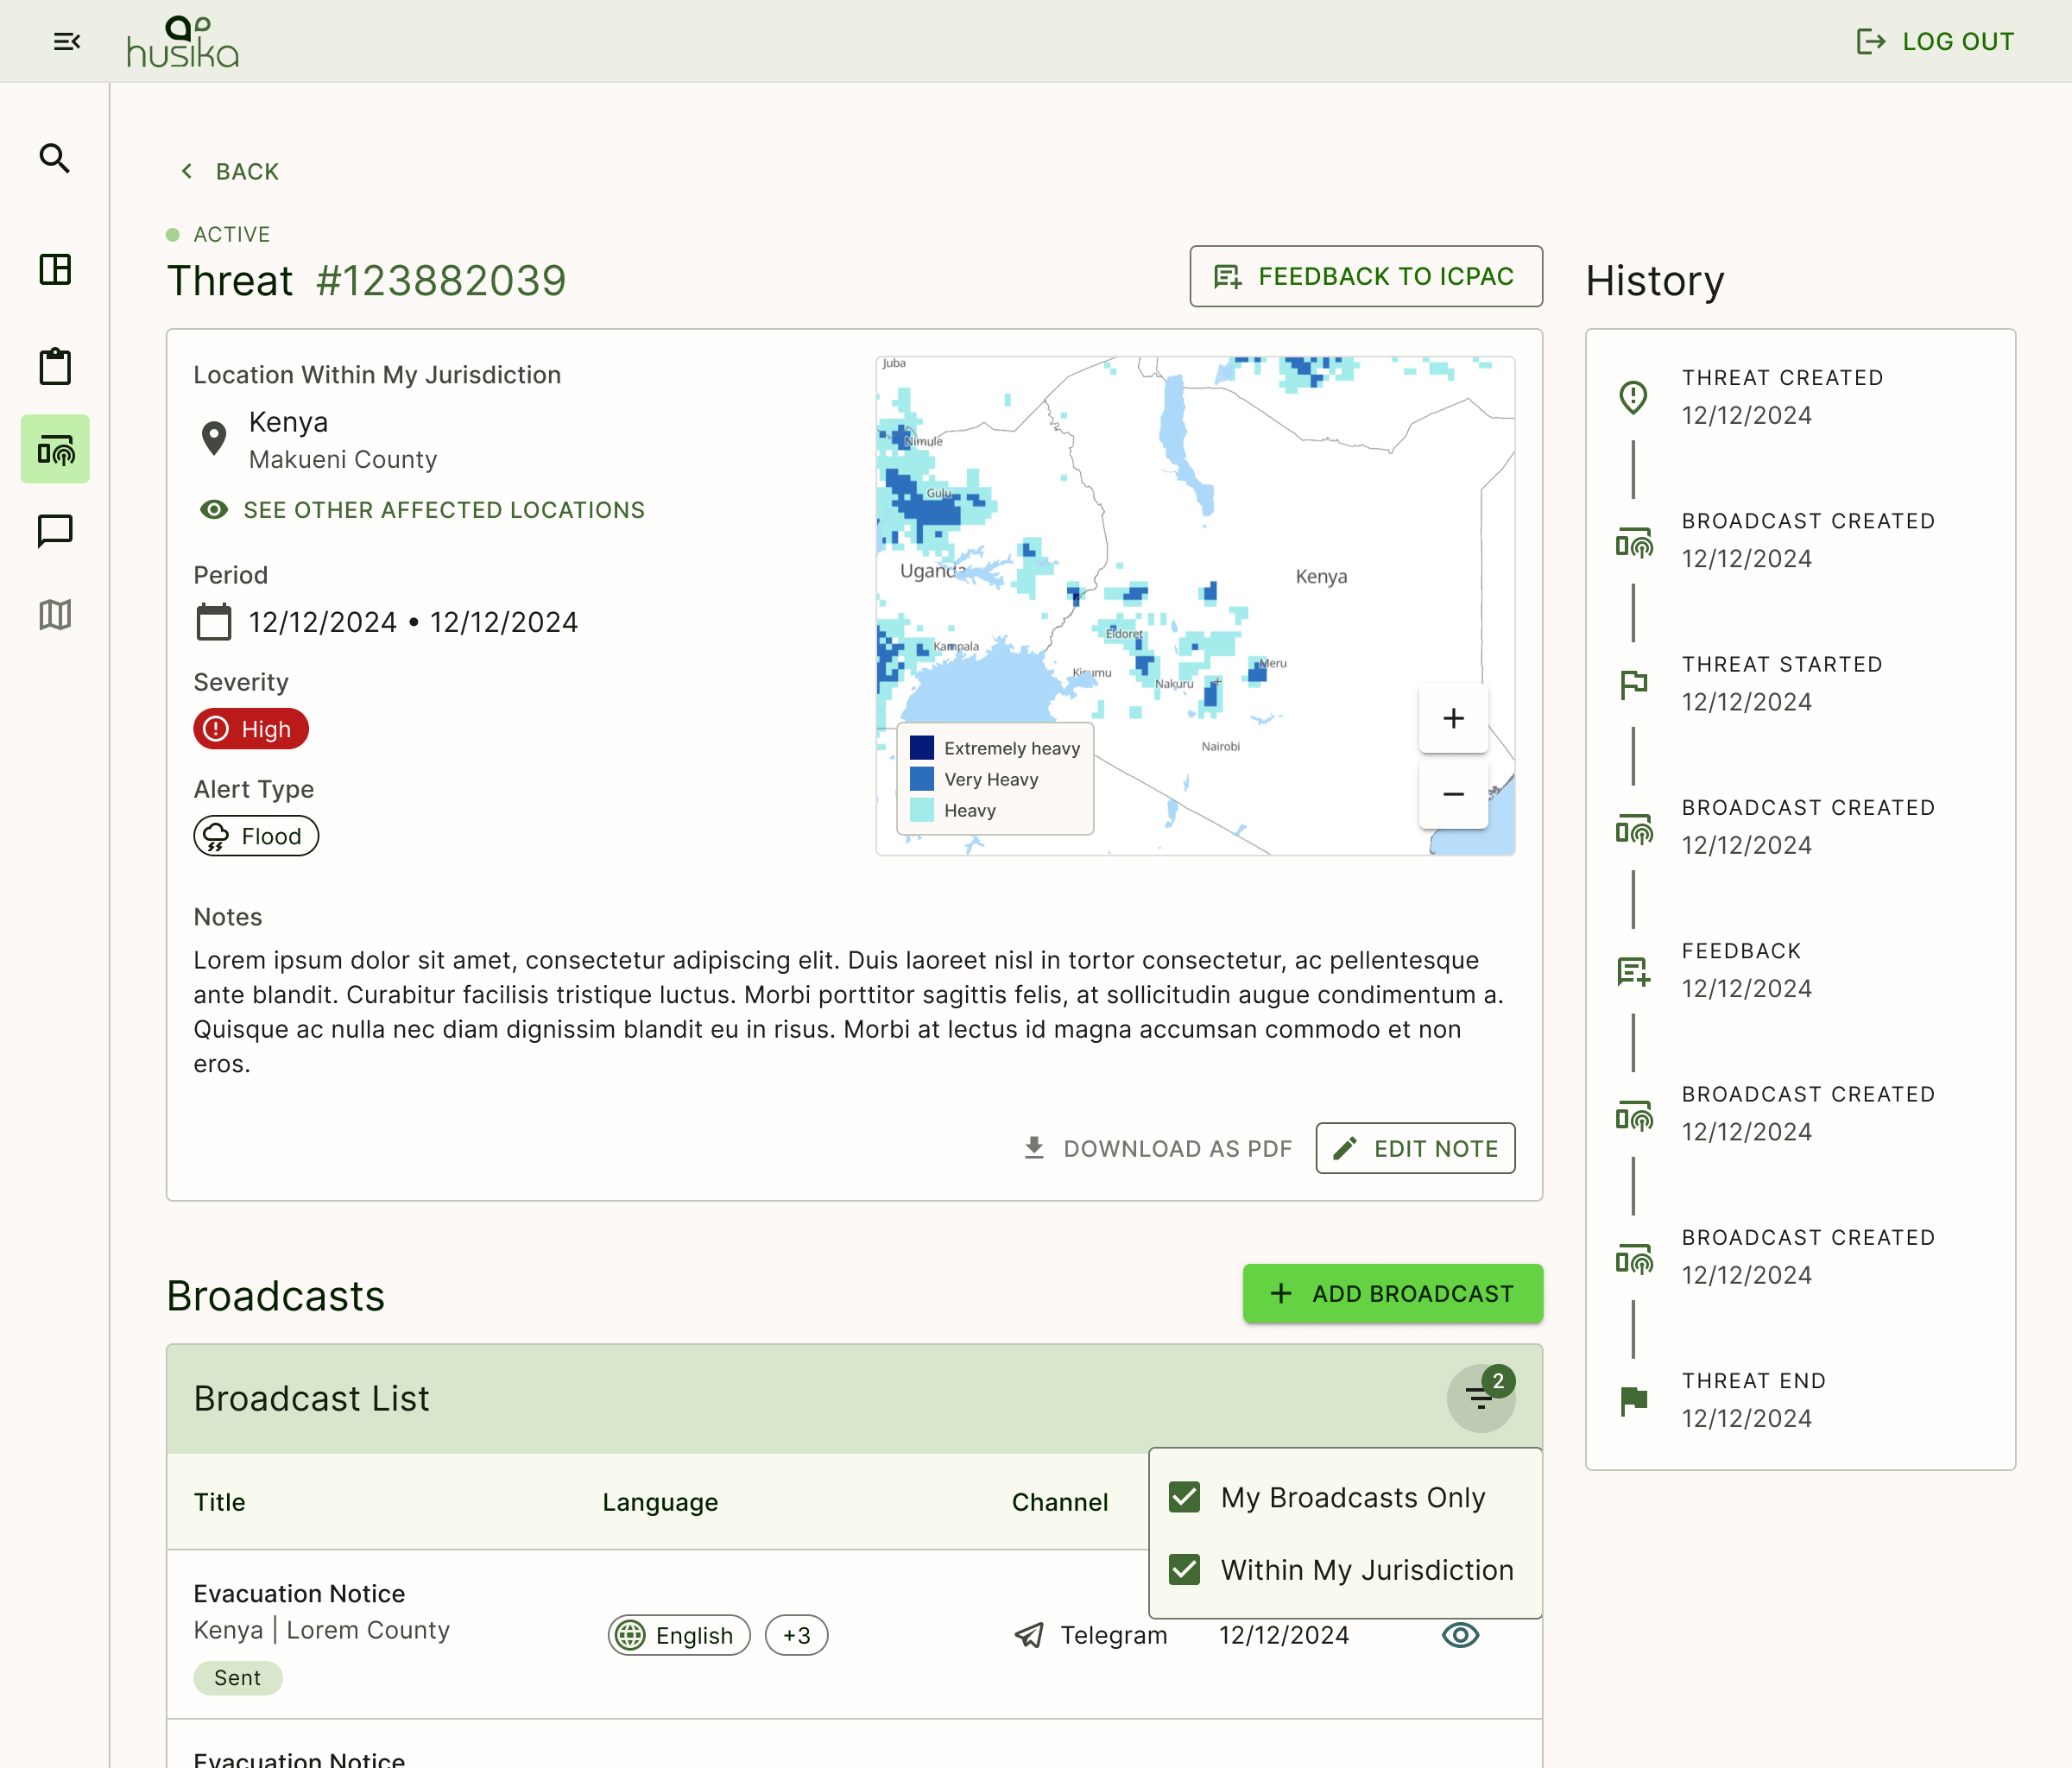 husika
LOG OUT
BACK
ACTIVE
Threat #123882039
FEEDBACK TO ICPAC
Location Within My Jurisdiction
Kenya
Makueni County
SEE OTHER AFFECTED LOCATIONS
Period
12/12/2024 • 12/12/2024
Severity
High
Alert Type
Flood
Juba
Nimule
Gulu
Uganda
Kenya
Eldoret
Kampala
Kisumu
Meru
Nakuru
Nairobi
Extremely heavy
Very Heavy
Heavy
+
−
Notes
Lorem ipsum dolor sit amet, consectetur adipiscing elit. Duis laoreet nisl in tortor consectetur, ac pellentesque
ante blandit. Curabitur facilisis tristique luctus. Morbi porttitor sagittis felis, at sollicitudin augue condimentum a.
Quisque ac nulla nec diam dignissim blandit eu in risus. Morbi at lectus id magna accumsan commodo et non
eros.
DOWNLOAD AS PDF
EDIT NOTE
History
THREAT CREATED
12/12/2024
BROADCAST CREATED
12/12/2024
THREAT STARTED
12/12/2024
BROADCAST CREATED
12/12/2024
FEEDBACK
12/12/2024
BROADCAST CREATED
12/12/2024
BROADCAST CREATED
12/12/2024
THREAT END
12/12/2024
Broadcasts
+ ADD BROADCAST
Broadcast List
2
My Broadcasts Only
Within My Jurisdiction
Title Language Channel
Evacuation Notice
Kenya | Lorem County
Sent
English +3 Telegram 12/12/2024
Evacuation Notice